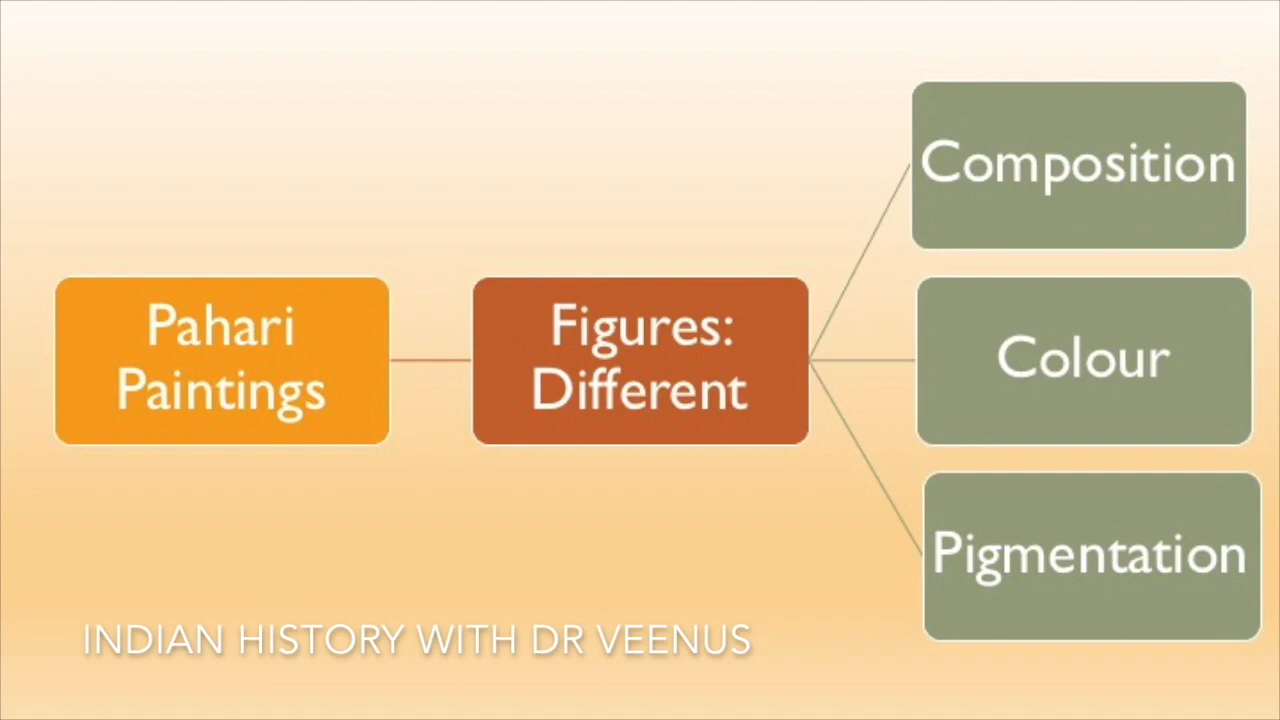 Pahari
Paintings
Figures:
Different
Composition
Colour
Pigmentation
INDIAN HISTORY WITH DR VEENUS